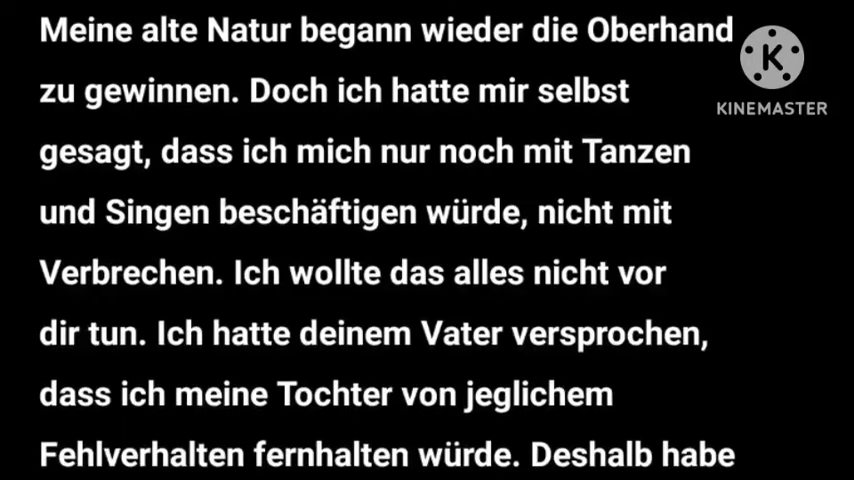 Meine alte Natur begann wieder die Oberhand
zu gewinnen. Doch ich hatte mir selbst
gesagt, dass ich mich nur noch mit Tanzen
und Singen beschäftigen würde, nicht mit
Verbrechen. Ich wollte das alles nicht vor
dir tun. Ich hatte deinem Vater versprochen,
dass ich meine Tochter von jeglichem
Fehlverhalten fernhalten würde. Deshalb habe
K
KINEMASTER